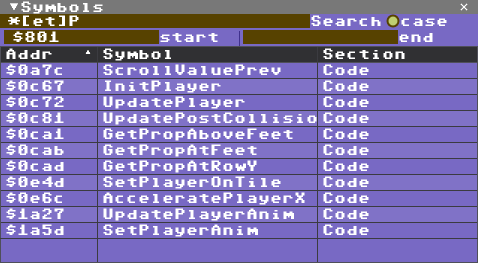 ▼Symbols ×
*[et]P Search case
$801 start end
Addr Symbol Section
$0a7c ScrollValuePrev Code
$0c67 InitPlayer Code
$0c72 UpdatePlayer Code
$0c81 UpdatePostCollisio Code
$0ca1 GetPropAboveFeet Code
$0cab GetPropAtFeet Code
$0cad GetPropAtRowY Code
$0e4d SetPlayerOnTile Code
$0e6c AcceleratePlayerX Code
$1a27 UpdatePlayerAnim Code
$1a5d SetPlayerAnim Code